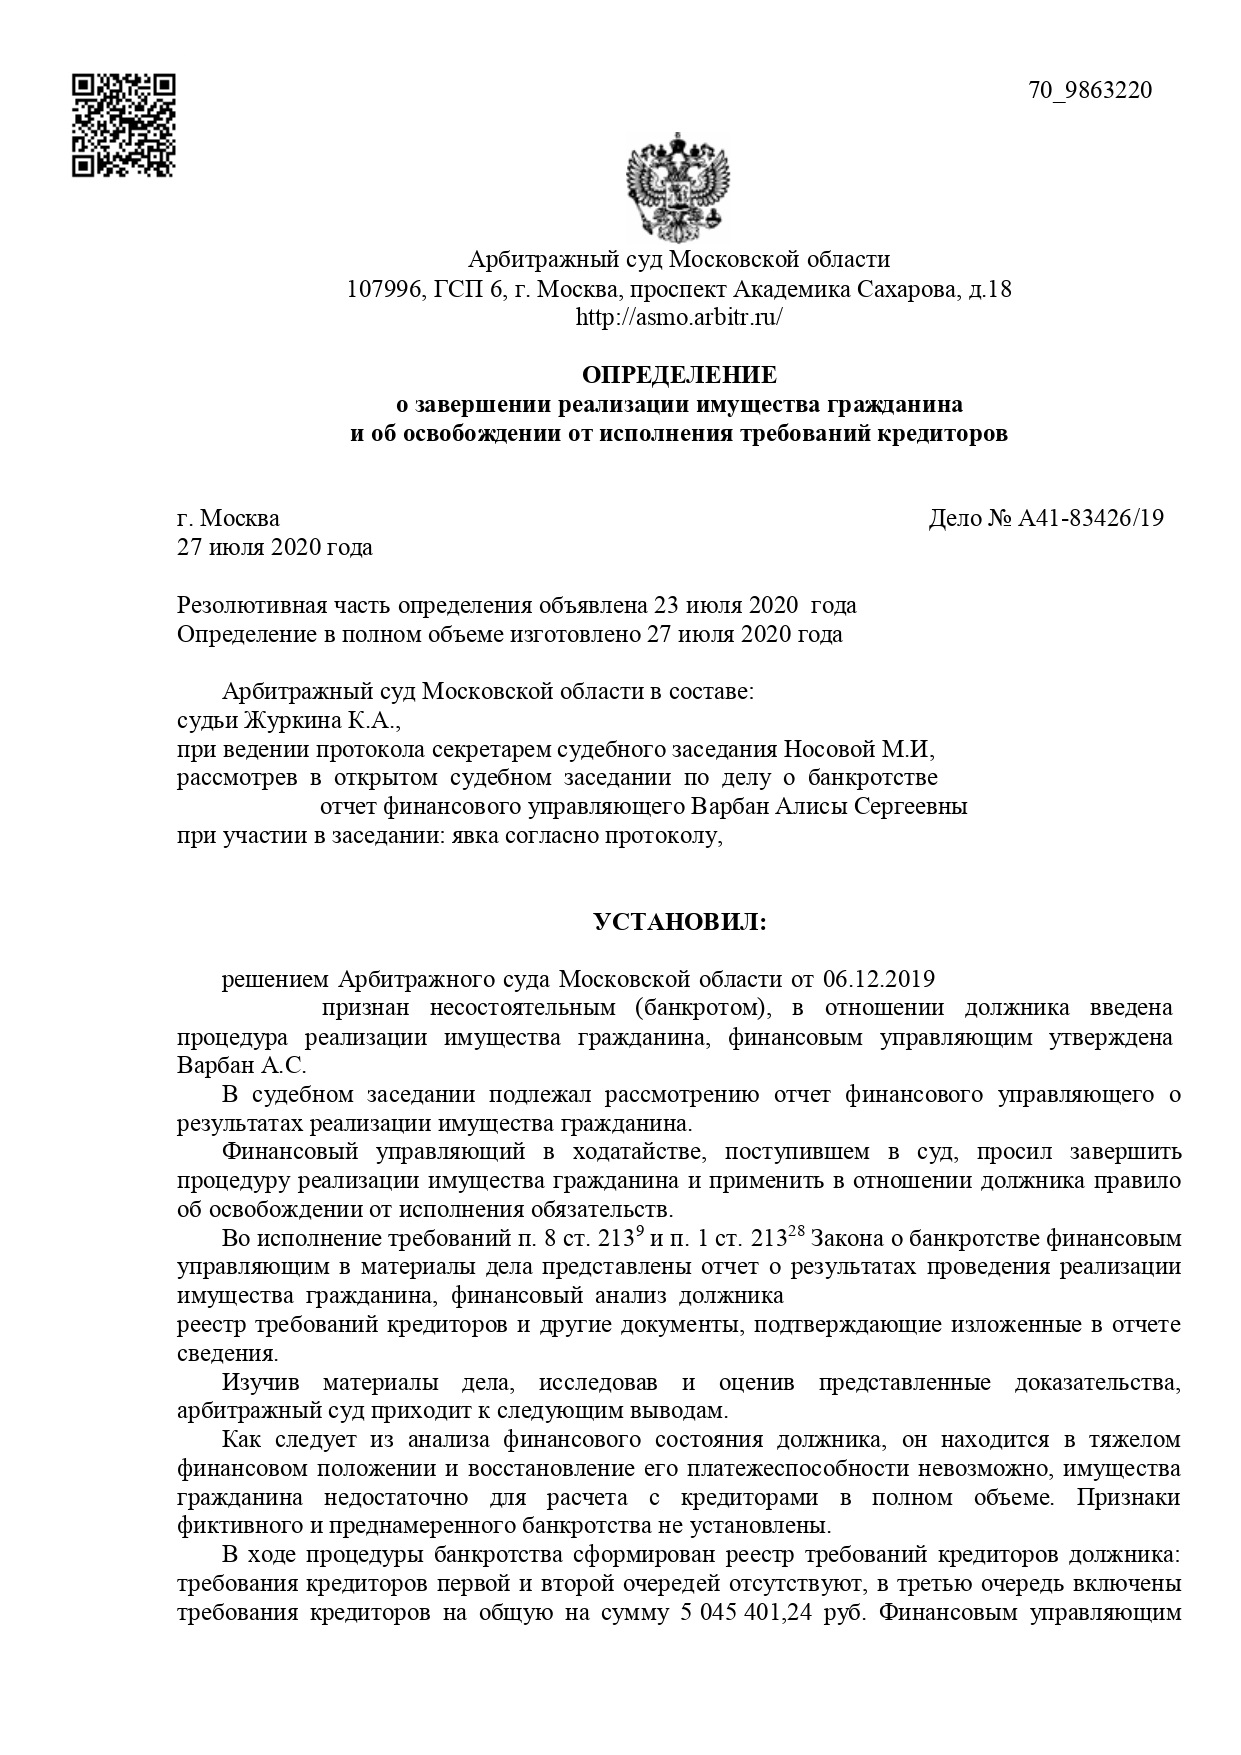 70_9863220
Арбитражный суд Московской области
107996, ГСП 6, г. Москва, проспект Академика Сахарова, д.18
http://asmo.arbitr.ru/
ОПРЕДЕЛЕНИЕ
о завершении реализации имущества гражданина
и об освобождении от исполнения требований кредиторов
г. Москва Дело № А41-83426/19
27 июля 2020 года
Резолютивная часть определения объявлена 23 июля 2020 года
Определение в полном объеме изготовлено 27 июля 2020 года
Арбитражный суд Московской области в составе:
судьи Журкина К.А.,
при ведении протокола секретарем судебного заседания Носовой М.И,
рассмотрев в открытом судебном заседании по делу о банкротстве
отчет финансового управляющего Варбан Алисы Сергеевны
при участии в заседании: явка согласно протоколу,
УСТАНОВИЛ:
решением Арбитражного суда Московской области от 06.12.2019
признан несостоятельным (банкротом), в отношении должника введена
процедура реализации имущества гражданина, финансовым управляющим утверждена
Варбан А.С.
В судебном заседании подлежал рассмотрению отчет финансового управляющего о
результатах реализации имущества гражданина.
Финансовый управляющий в ходатайстве, поступившем в суд, просил завершить
процедуру реализации имущества гражданина и применить в отношении должника правило
об освобождении от исполнения обязательств.
Во исполнение требований п. 8 ст. 213⁹ и п. 1 ст. 213²⁸ Закона о банкротстве финансовым
управляющим в материалы дела представлены отчет о результатах проведения реализации
имущества гражданина, финансовый анализ должника
реестр требований кредиторов и другие документы, подтверждающие изложенные в отчете
сведения.
Изучив материалы дела, исследовав и оценив представленные доказательства,
арбитражный суд приходит к следующим выводам.
Как следует из анализа финансового состояния должника, он находится в тяжелом
финансовом положении и восстановление его платежеспособности невозможно, имущества
гражданина недостаточно для расчета с кредиторами в полном объеме. Признаки
фиктивного и преднамеренного банкротства не установлены.
В ходе процедуры банкротства сформирован реестр требований кредиторов должника:
требования кредиторов первой и второй очередей отсутствуют, в третью очередь включены
требования кредиторов на общую на сумму 5 045 401,24 руб. Финансовым управляющим